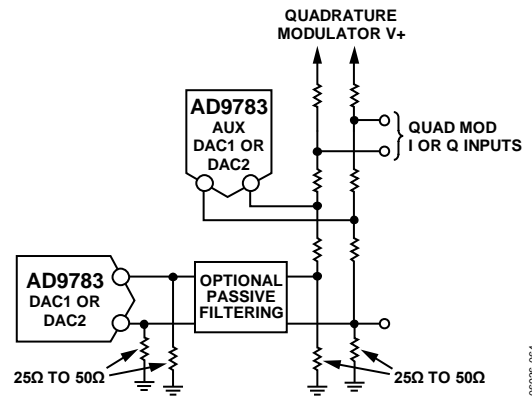 QUADRATURE
MODULATOR V+
AD9783
AUX
DAC1 OR
DAC2
QUAD MOD
I OR Q INPUTS
AD9783
DAC1 OR
DAC2
OPTIONAL
PASSIVE
FILTERING
25Ω TO 50Ω
25Ω TO 50Ω